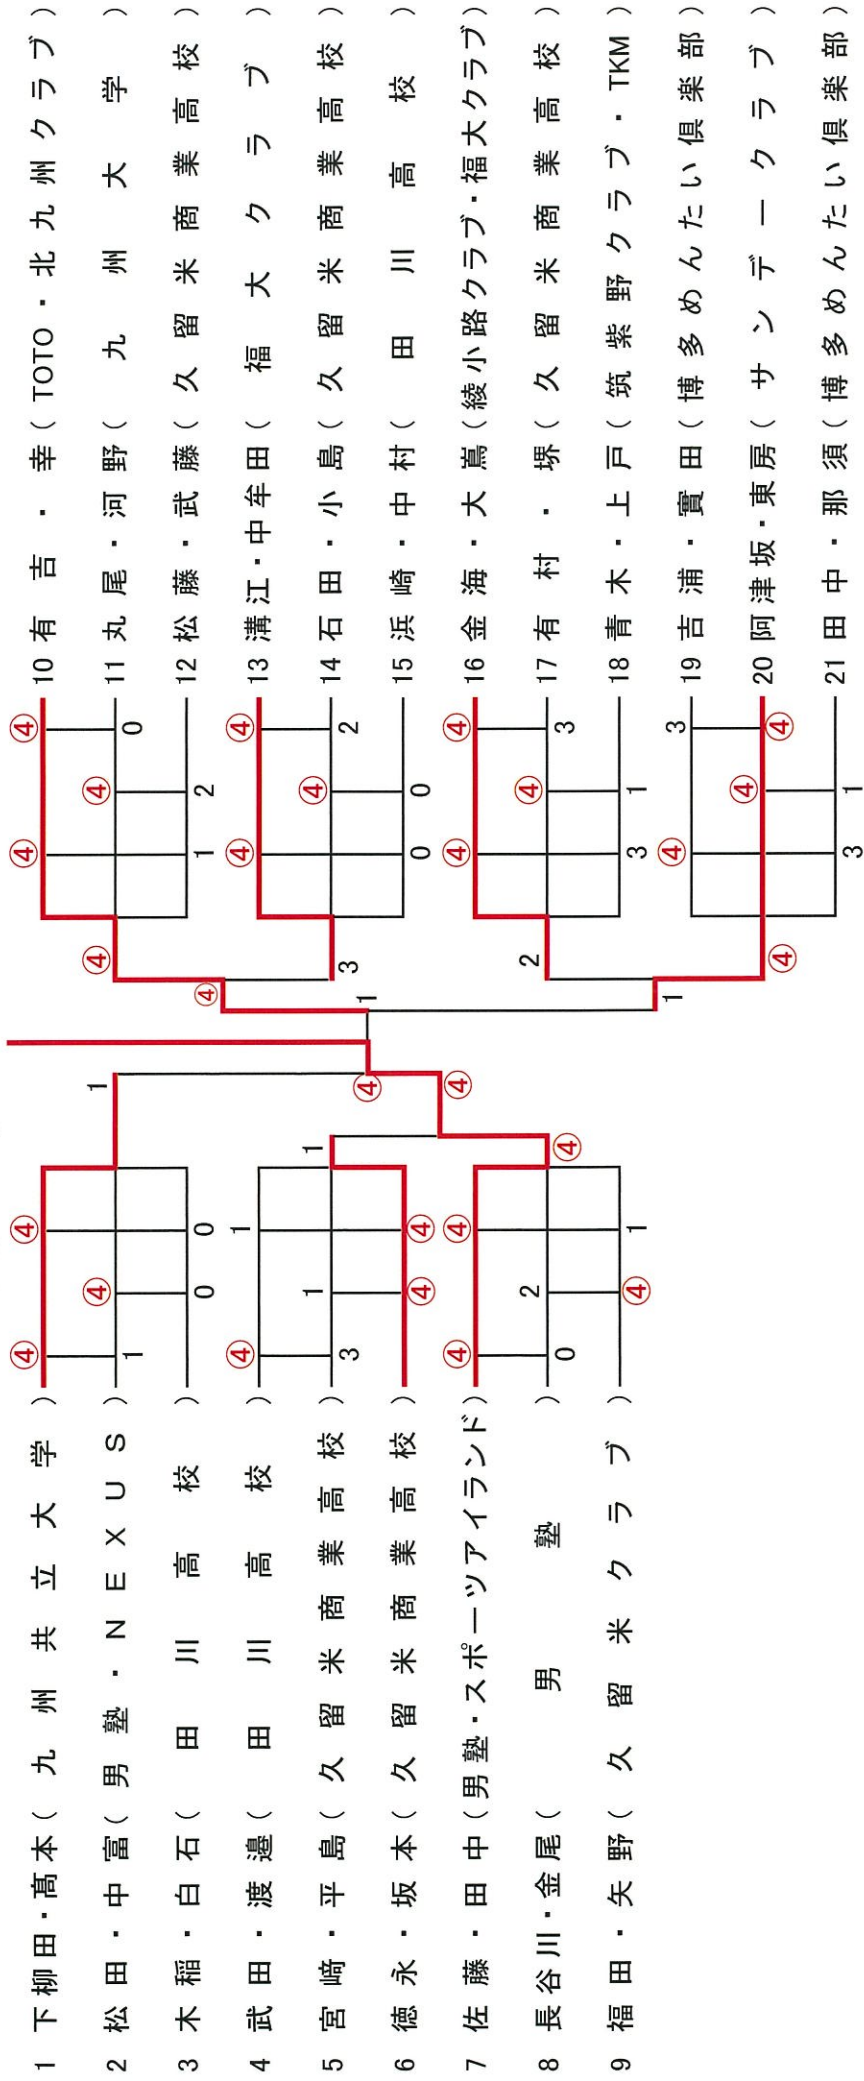 1 下柳田・髙本（九州共立大学）
2 松田・中富（男塾・NEXUS）
3 木稲・白石（田川高校）
4 武田・渡邉（田川高校）
5 宮﨑・平島（久留米商業高校）
6 徳永・坂本（久留米商業高校）
7 佐藤・田中（男塾・スポーツアイランド）
8 長谷川・金尾（男塾）
9 福田・矢野（久留米クラブ）
④ ④
1 ④ 0
0
④ 1
3 1
④ ④
④ ④
0 2
④ 1
1
1
④
④
④
1
④
1
④
3
2
④
④ ④
④ 0
1 2
④ ④
④ 2
0 0
④ ④
④ 3
3 1
④ 3
④ ④
3 1
10 有吉・幸（TOTO・北九州クラブ）
11 丸尾・河野（九州大学）
12 松藤・武藤（久留米商業高校）
13 溝江・中牟田（福大クラブ）
14 石田・小島（久留米商業高校）
15 浜崎・中村（田川高校）
16 金海・大嶌（綾小路クラブ・福大クラブ）
17 有村・堺（久留米商業高校）
18 青木・上戸（筑紫野クラブ・TKM）
19 吉浦・實田（博多めんたい倶楽部）
20 阿津坂・東房（サンデークラブ）
21 田中・那須（博多めんたい倶楽部）